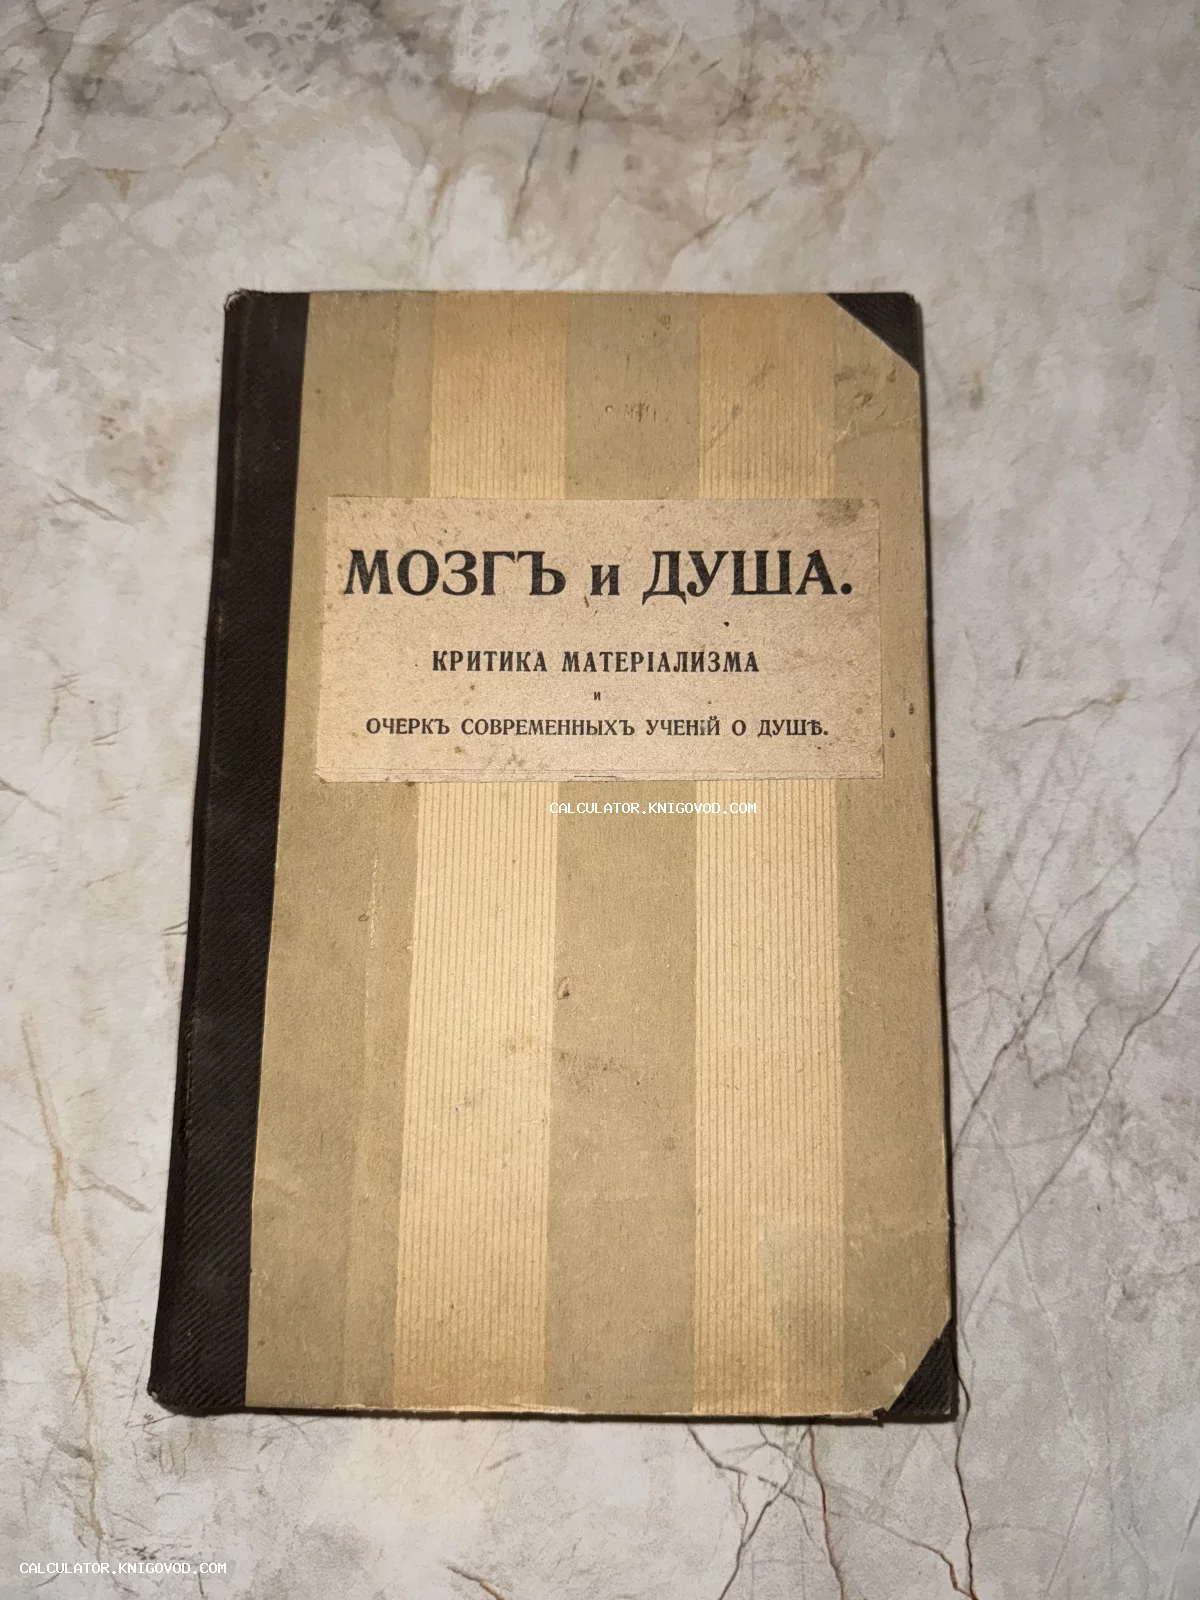 МОЗГЪ и ДУША.
КРИТИКА МАТЕРІАЛИЗМА
и
ОЧЕРКЪ СОВРЕМЕННЫХЪ УЧЕНІЙ О ДУШѢ.
CALCULATOR.KNIGOVOD.COM
CALCULATOR.KNIGOVOD.COM